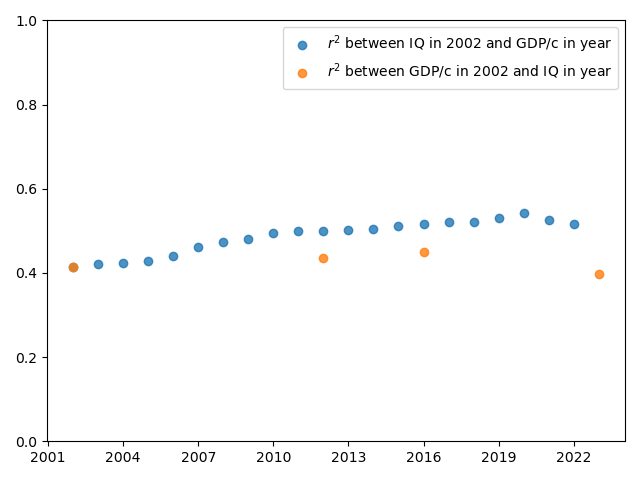 r² between IQ in 2002 and GDP/c in year
r² between GDP/c in 2002 and IQ in year
1.0
0.8
0.6
0.4
0.2
0.0
2001 2004 2007 2010 2013 2016 2019 2022